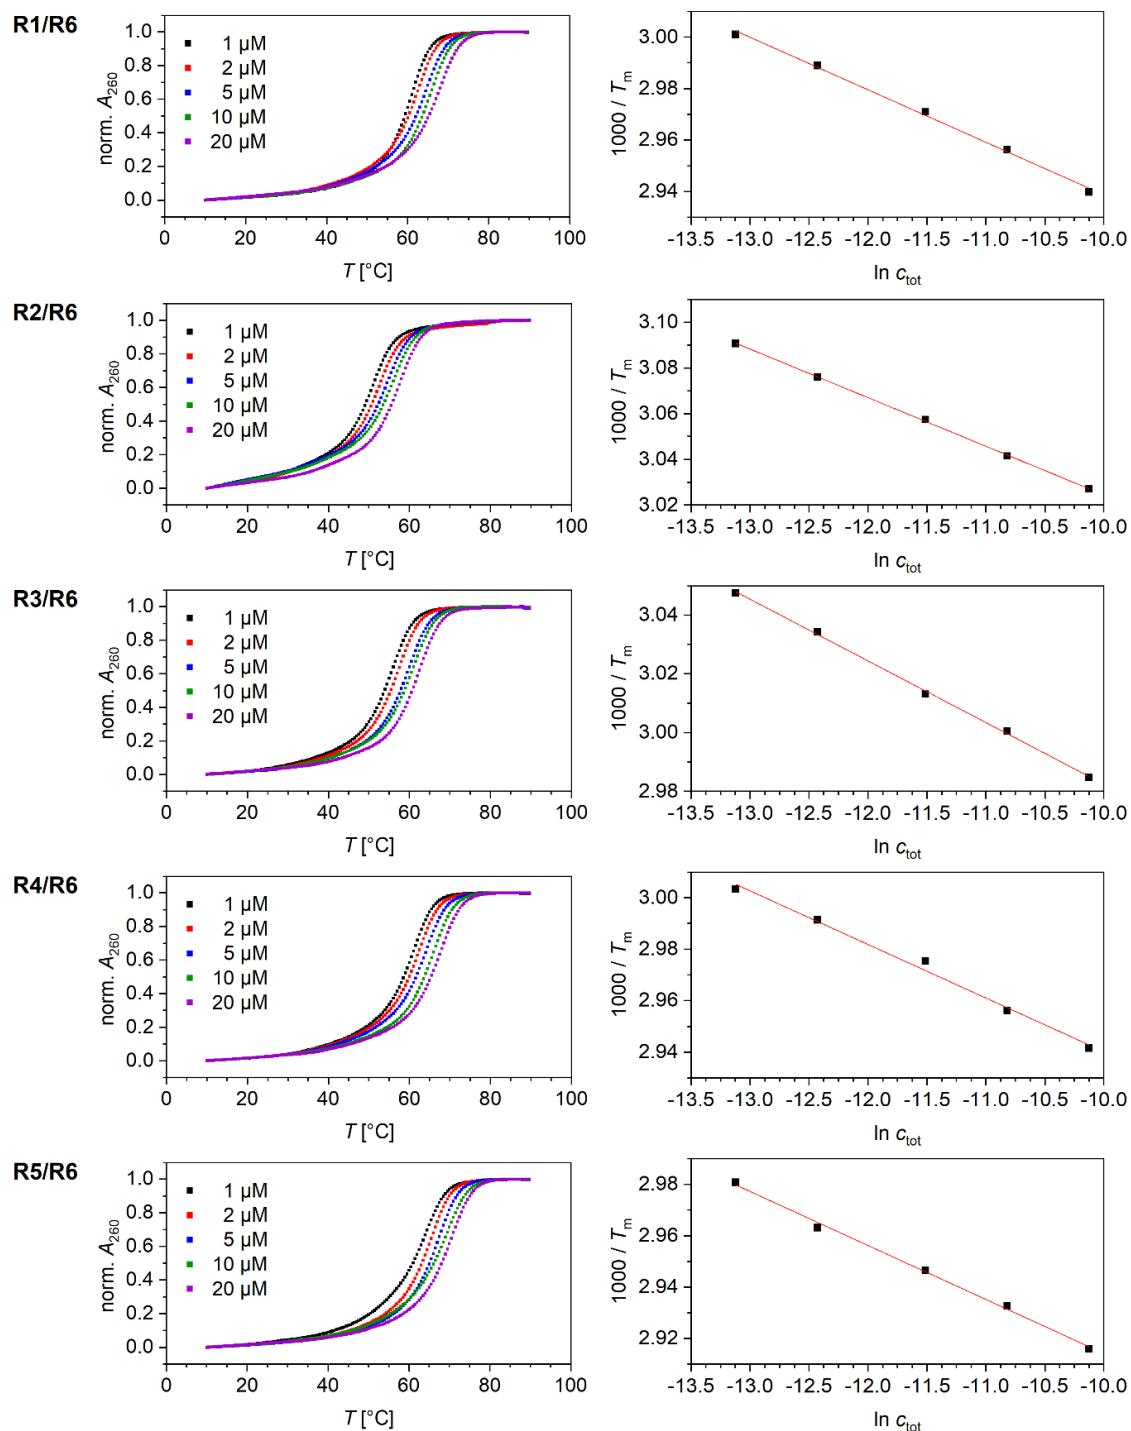 R1/R6
norm. A260
1.0
0.8
0.6
0.4
0.2
0.0
1 µM
2 µM
5 µM
10 µM
20 µM
0 20 40 60 80 100
T [°C]
1000 / Tm
3.00
2.98
2.96
2.94
-13.5 -13.0 -12.5 -12.0 -11.5 -11.0 -10.5 -10.0
ln ctot
R2/R6
norm. A260
1.0
0.8
0.6
0.4
0.2
0.0
1 µM
2 µM
5 µM
10 µM
20 µM
0 20 40 60 80 100
T [°C]
1000 / Tm
3.10
3.08
3.06
3.04
3.02
-13.5 -13.0 -12.5 -12.0 -11.5 -11.0 -10.5 -10.0
ln ctot
R3/R6
norm. A260
1.0
0.8
0.6
0.4
0.2
0.0
1 µM
2 µM
5 µM
10 µM
20 µM
0 20 40 60 80 100
T [°C]
1000 / Tm
3.04
3.02
3.00
2.98
-13.5 -13.0 -12.5 -12.0 -11.5 -11.0 -10.5 -10.0
ln ctot
R4/R6
norm. A260
1.0
0.8
0.6
0.4
0.2
0.0
1 µM
2 µM
5 µM
10 µM
20 µM
0 20 40 60 80 100
T [°C]
1000 / Tm
3.00
2.98
2.96
2.94
-13.5 -13.0 -12.5 -12.0 -11.5 -11.0 -10.5 -10.0
ln ctot
R5/R6
norm. A260
1.0
0.8
0.6
0.4
0.2
0.0
1 µM
2 µM
5 µM
10 µM
20 µM
0 20 40 60 80 100
T [°C]
1000 / Tm
2.98
2.96
2.94
2.92
-13.5 -13.0 -12.5 -12.0 -11.5 -11.0 -10.5 -10.0
ln ctot